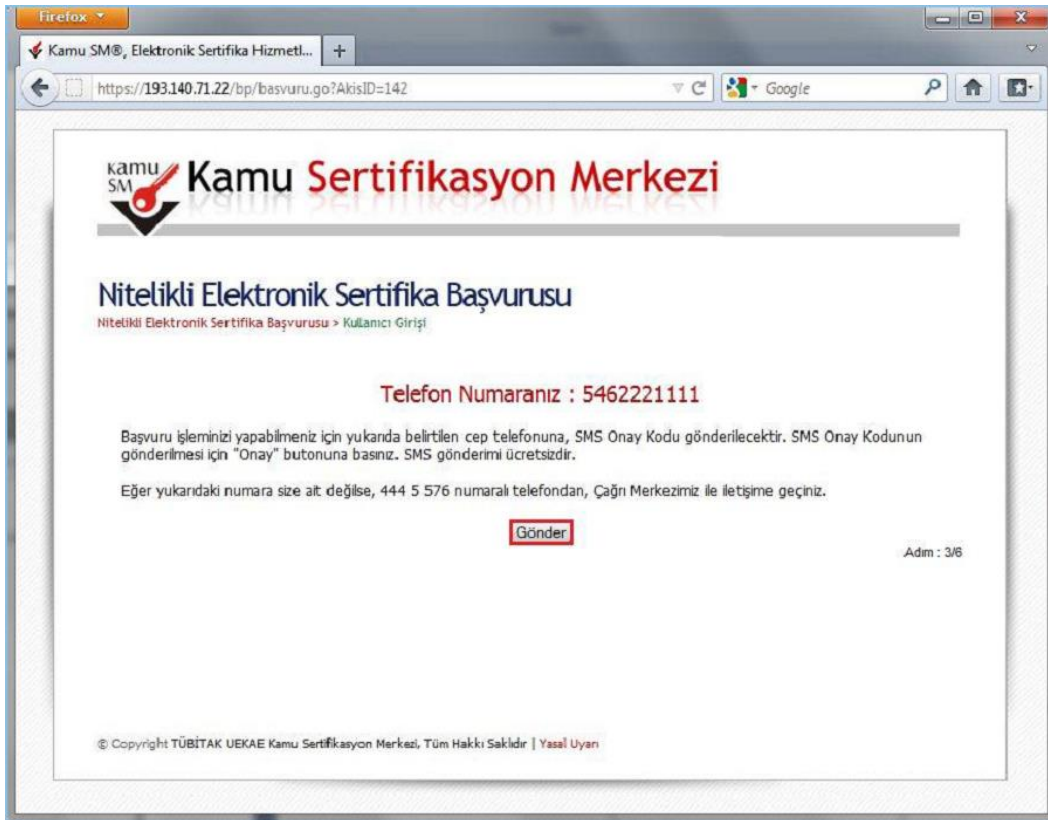 Firefox
Kamu SM®, Elektronik Sertifika Hizmetl...
https://193.140.71.22/bp/basvuru.go?AkisID=142
Google
kamu
SM
Kamu Sertifikasyon Merkezi
Nitelikli Elektronik Sertifika Başvurusu
Nitelikli Elektronik Sertifika Başvurusu > Kullanıcı Girişi
Telefon Numaranız : 5462221111
Başvuru işleminizi yapabilmeniz için yukarıda belirtilen cep telefonuna, SMS Onay Kodu gönderilecektir. SMS Onay Kodunun
gönderilmesi için "Onay" butonuna basınız. SMS gönderimi ücretsizdir.
Eğer yukarıdaki numara size ait değilse, 444 5 576 numaralı telefondan, Çağrı Merkezimiz ile iletişime geçiniz.
Gönder
Adım : 3/6
© Copyright TÜBİTAK UEKAE Kamu Sertifikasyon Merkezi, Tüm Hakkı Saklıdır | Yasal Uyarı